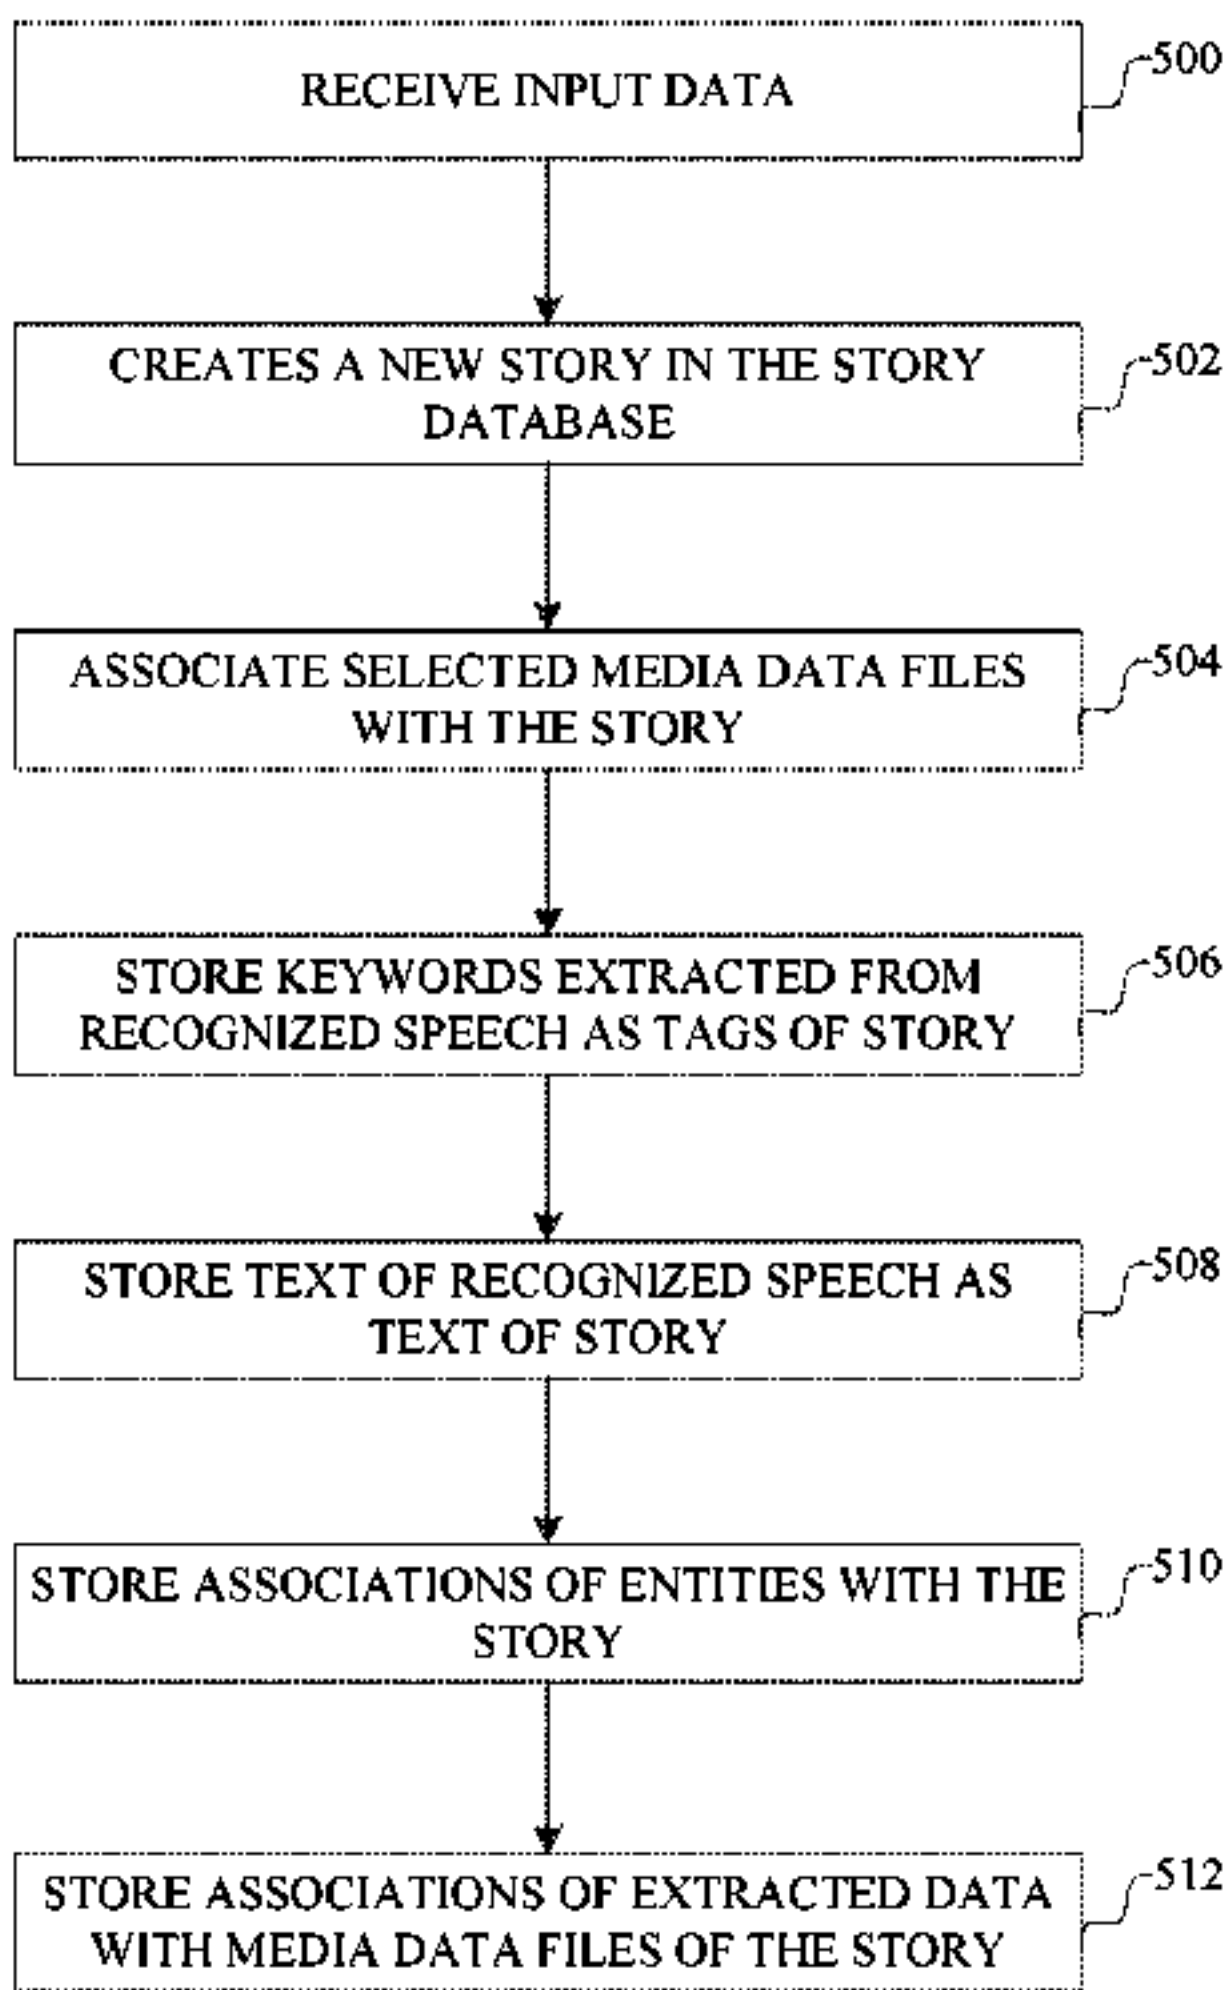 RECEIVE INPUT DATA
500
CREATES A NEW STORY IN THE STORY
DATABASE
502
ASSOCIATE SELECTED MEDIA DATA FILES
WITH THE STORY
504
STORE KEYWORDS EXTRACTED FROM
RECOGNIZED SPEECH AS TAGS OF STORY
506
STORE TEXT OF RECOGNIZED SPEECH AS
TEXT OF STORY
508
STORE ASSOCIATIONS OF ENTITIES WITH THE
STORY
510
STORE ASSOCIATIONS OF EXTRACTED DATA
WITH MEDIA DATA FILES OF THE STORY
512